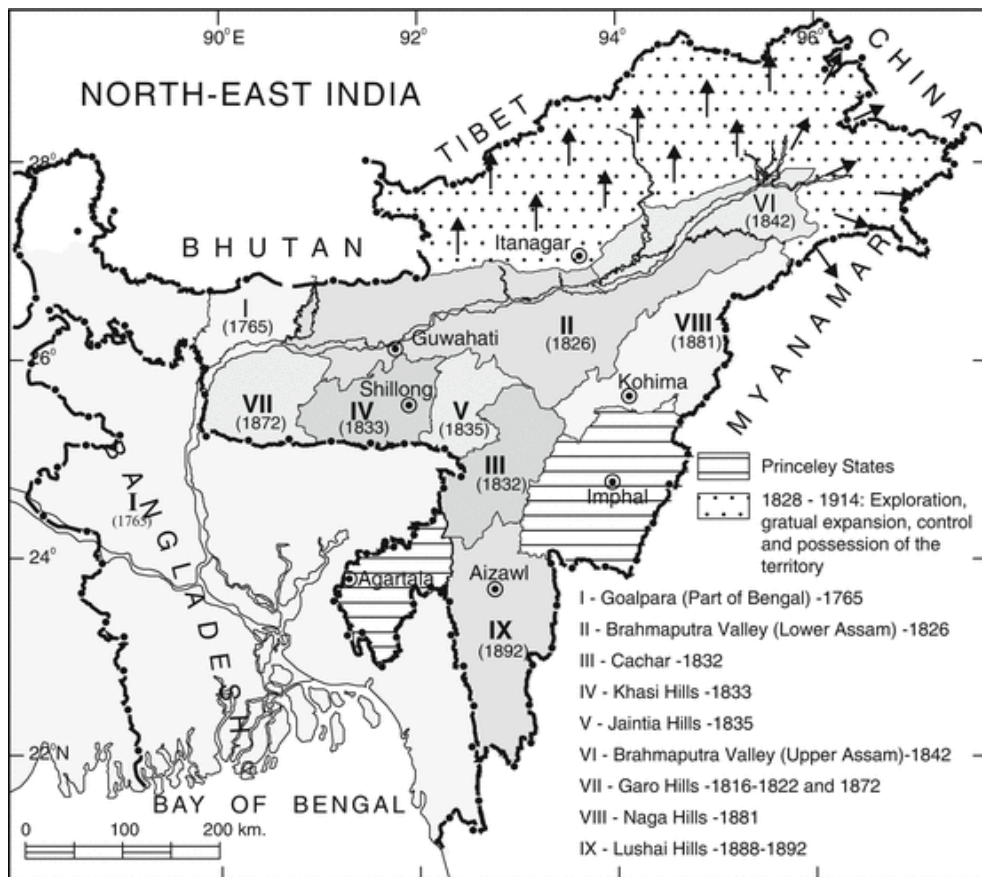 90°E 92° 94° 96°
NORTH-EAST INDIA
CHINA
TIBET
28°
VI
(1842)
Itanagar
BHUTAN
MYANAMAR
I
(1765)
II
(1826)
VIII
(1881)
Guwahati
26°
Shillong
Kohima
VII
(1872)
IV
(1833)
V
(1835)
BANGLADESH
I
(1765)
III
(1832)
Imphal
Princeley States
1828 - 1914: Exploration,
gratual expansion, control
and possession of the
territory
24°
Agartala
Aizawl
IX
(1892)
I - Goalpara (Part of Bengal) -1765
II - Brahmaputra Valley (Lower Assam) -1826
III - Cachar -1832
IV - Khasi Hills -1833
V - Jaintia Hills -1835
VI - Brahmaputra Valley (Upper Assam)-1842
VII - Garo Hills -1816-1822 and 1872
VIII - Naga Hills -1881
IX - Lushai Hills -1888-1892
22°N
BAY OF BENGAL
0 100 200 km.